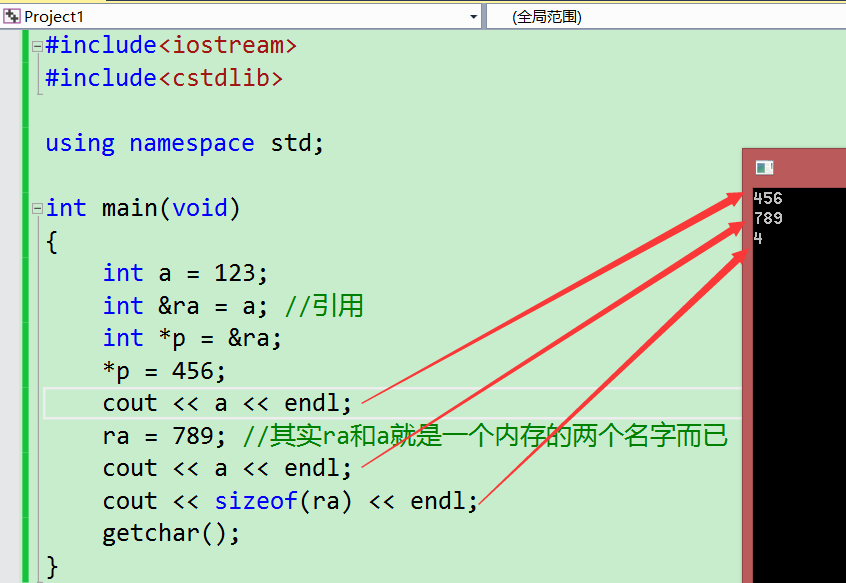 Project1
(全局范围)
#include<iostream>
#include<cstdlib>
using namespace std;
int main(void)
{
int a = 123;
int &ra = a; //引用
int *p = &ra;
*p = 456;
cout << a << endl;
ra = 789; //其实ra和a就是一个内存的两个名字而已
cout << a << endl;
cout << sizeof(ra) << endl;
getchar();
}
456
789
4